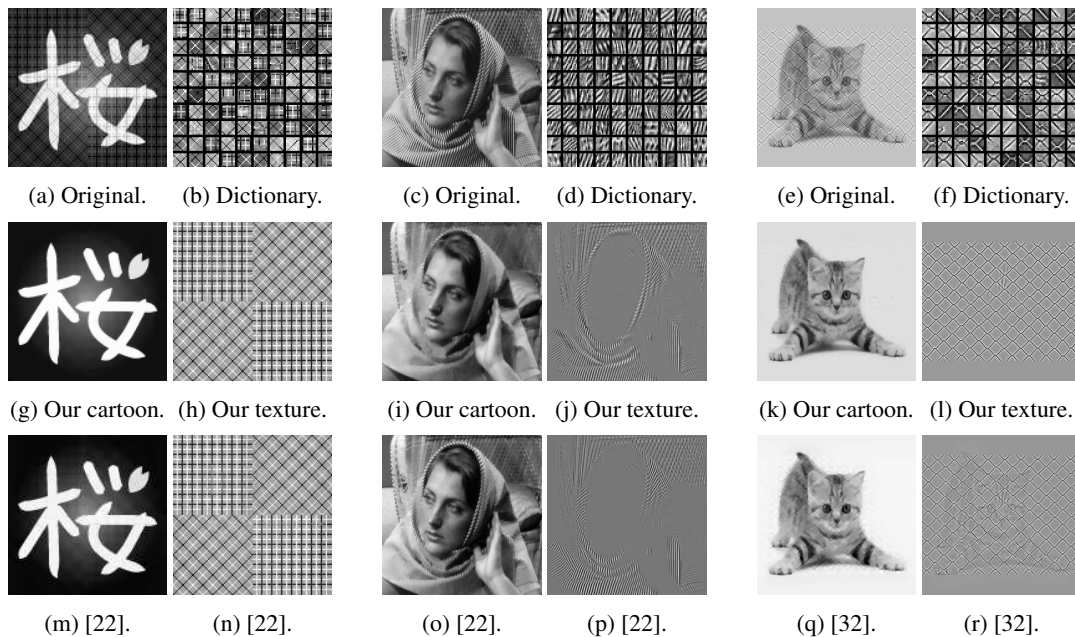 桜 桜
(a) Original. (b) Dictionary. (c) Original. (d) Dictionary. (e) Original. (f) Dictionary.
桜
(g) Our cartoon. (h) Our texture. (i) Our cartoon. (j) Our texture. (k) Our cartoon. (l) Our texture.
桜
(m) [22]. (n) [22]. (o) [22]. (p) [22]. (q) [32]. (r) [32].